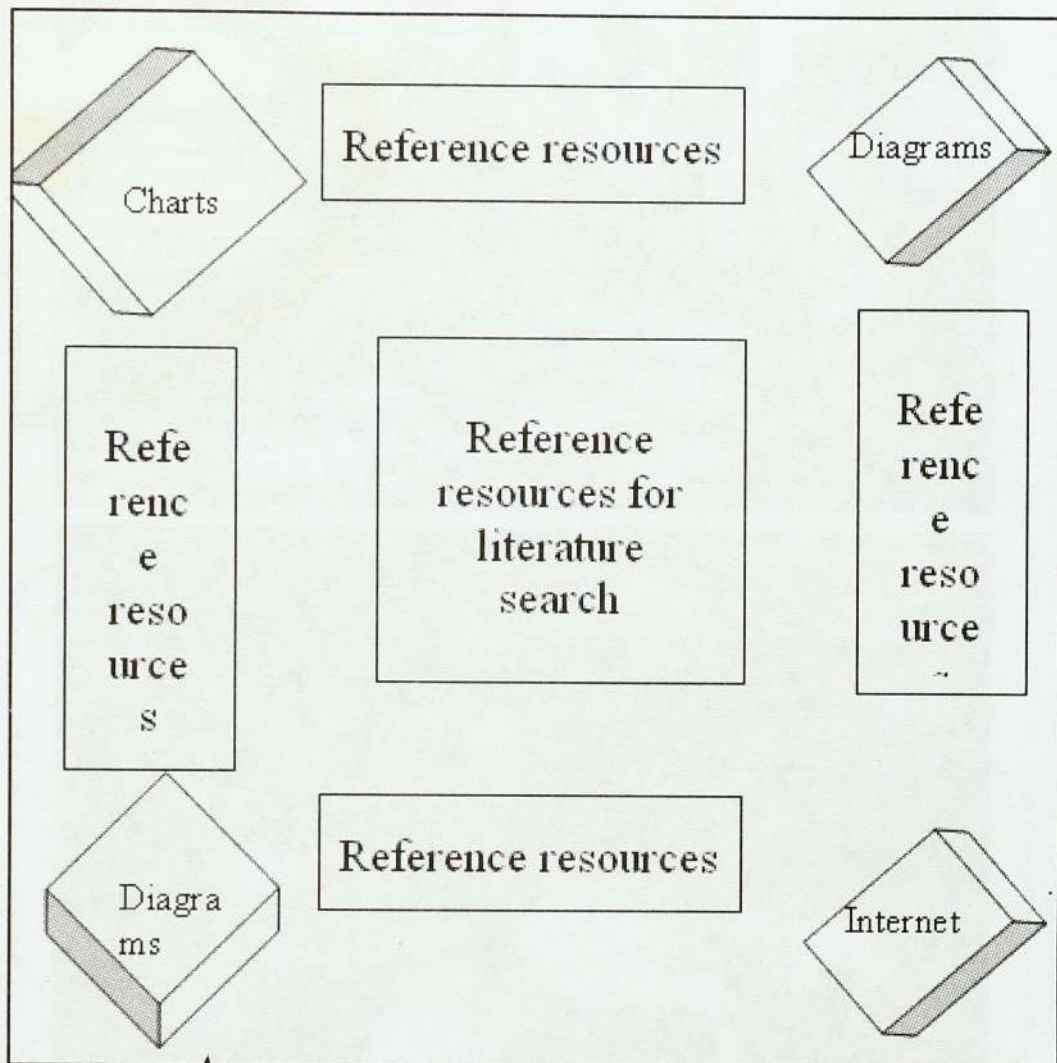 Charts
Reference resources
Diagrams
Refe
renc
e
reso
urce
s
Reference
resources for
literature
search
Refe
renc
e
reso
urce
Diagra
ms
Reference resources
Internet